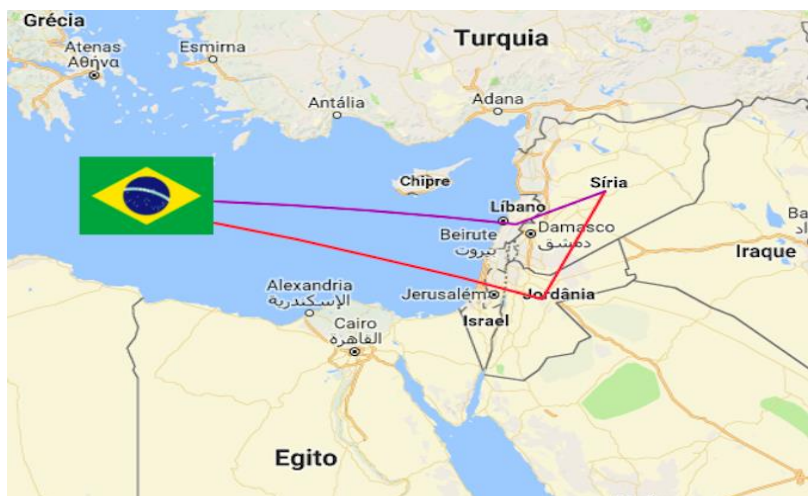 Grécia
Atenas
Αθήνα
Esmirna
Turquia
Antália
Adana
Chipre
Síria
Líbano
Beirute
بيروت
Damasco
دمشق
Iraque
Alexandria
الإسكندرية
Jerusalém
Jordânia
Israel
Cairo
القاهرة
Egito